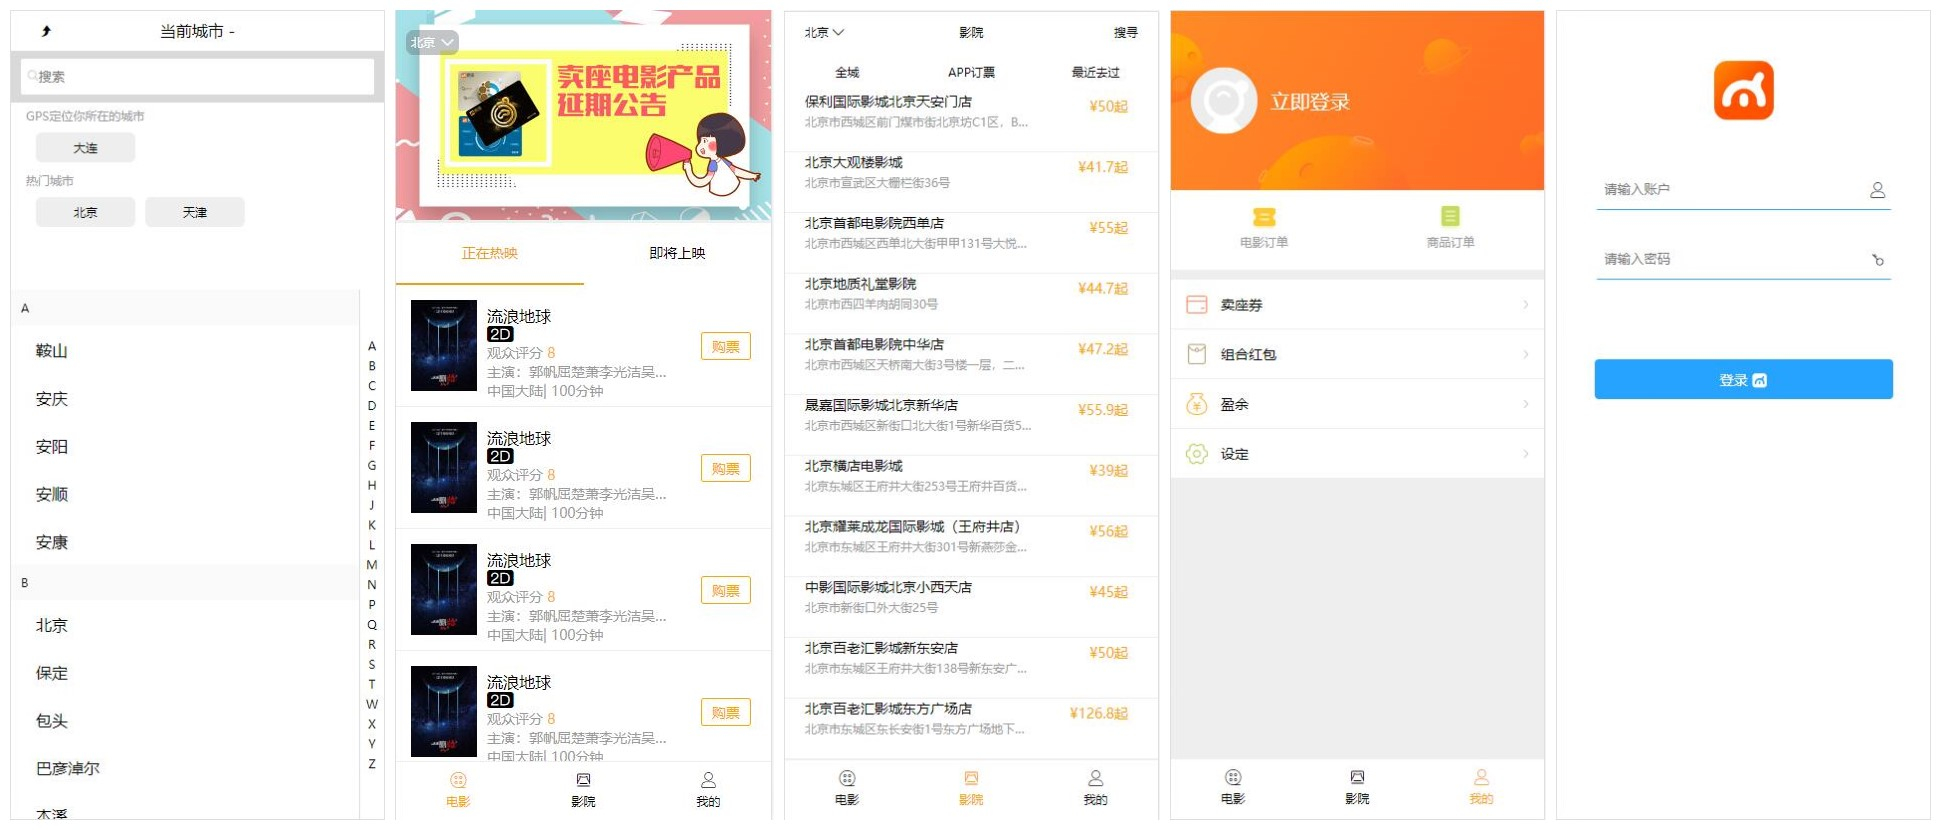 当前城市 -
搜索
GPS定位你所在的城市
大连
热门城市
北京 天津
A
鞍山
安庆
安阳
安顺
安康
B
北京
保定
包头
巴彦淖尔
本溪
A
B
C
D
E
F
G
H
J
K
L
M
N
P
Q
R
S
T
W
X
Y
Z
北京
卖座电影产品
延期公告
正在热映 即将上映
流浪地球
2D
观众评分 8
主演：郭帆屈楚萧李光洁吴...
中国大陆| 100分钟
购票
流浪地球
2D
观众评分 8
主演：郭帆屈楚萧李光洁吴...
中国大陆| 100分钟
购票
流浪地球
2D
观众评分 8
主演：郭帆屈楚萧李光洁吴...
中国大陆| 100分钟
购票
流浪地球
2D
观众评分 8
主演：郭帆屈楚萧李光洁吴...
中国大陆| 100分钟
购票
电影 影院 我的
北京 影院 搜寻
全城 APP订票 最近去过
保利国际影城北京天安门店 ¥50起
北京市西城区前门煤市街北京坊C1区，B...
北京大观楼影城 ¥41.7起
北京市宣武区大栅栏街36号
北京首都电影院西单店 ¥55起
北京市西城区西单北大街甲甲131号大悦...
北京地质礼堂影院 ¥44.7起
北京市西四羊肉胡同30号
北京首都电影院中华店 ¥47.2起
北京市西城区天桥南大街3号楼一层，二...
晟嘉国际影城北京新华店 ¥55.9起
北京市西城区新街口北大街1号新华百货5...
北京横店电影城 ¥39起
北京东城区王府井大街253号王府井百货...
北京耀莱成龙国际影城（王府井店） ¥56起
北京市东城区王府井大街301号新燕莎金...
中影国际影城北京小西天店 ¥45起
北京市新街口外大街25号
北京百老汇影城新东安店 ¥50起
北京市东城区王府井大街138号新东安广...
北京百老汇影城东方广场店 ¥126.8起
北京市东城区东长安街1号东方广场地下...
电影 影院 我的
立即登录
电影订单 商品订单
卖座券
组合红包
盈余
设定
电影 影院 我的
请输入账户
请输入密码
登录